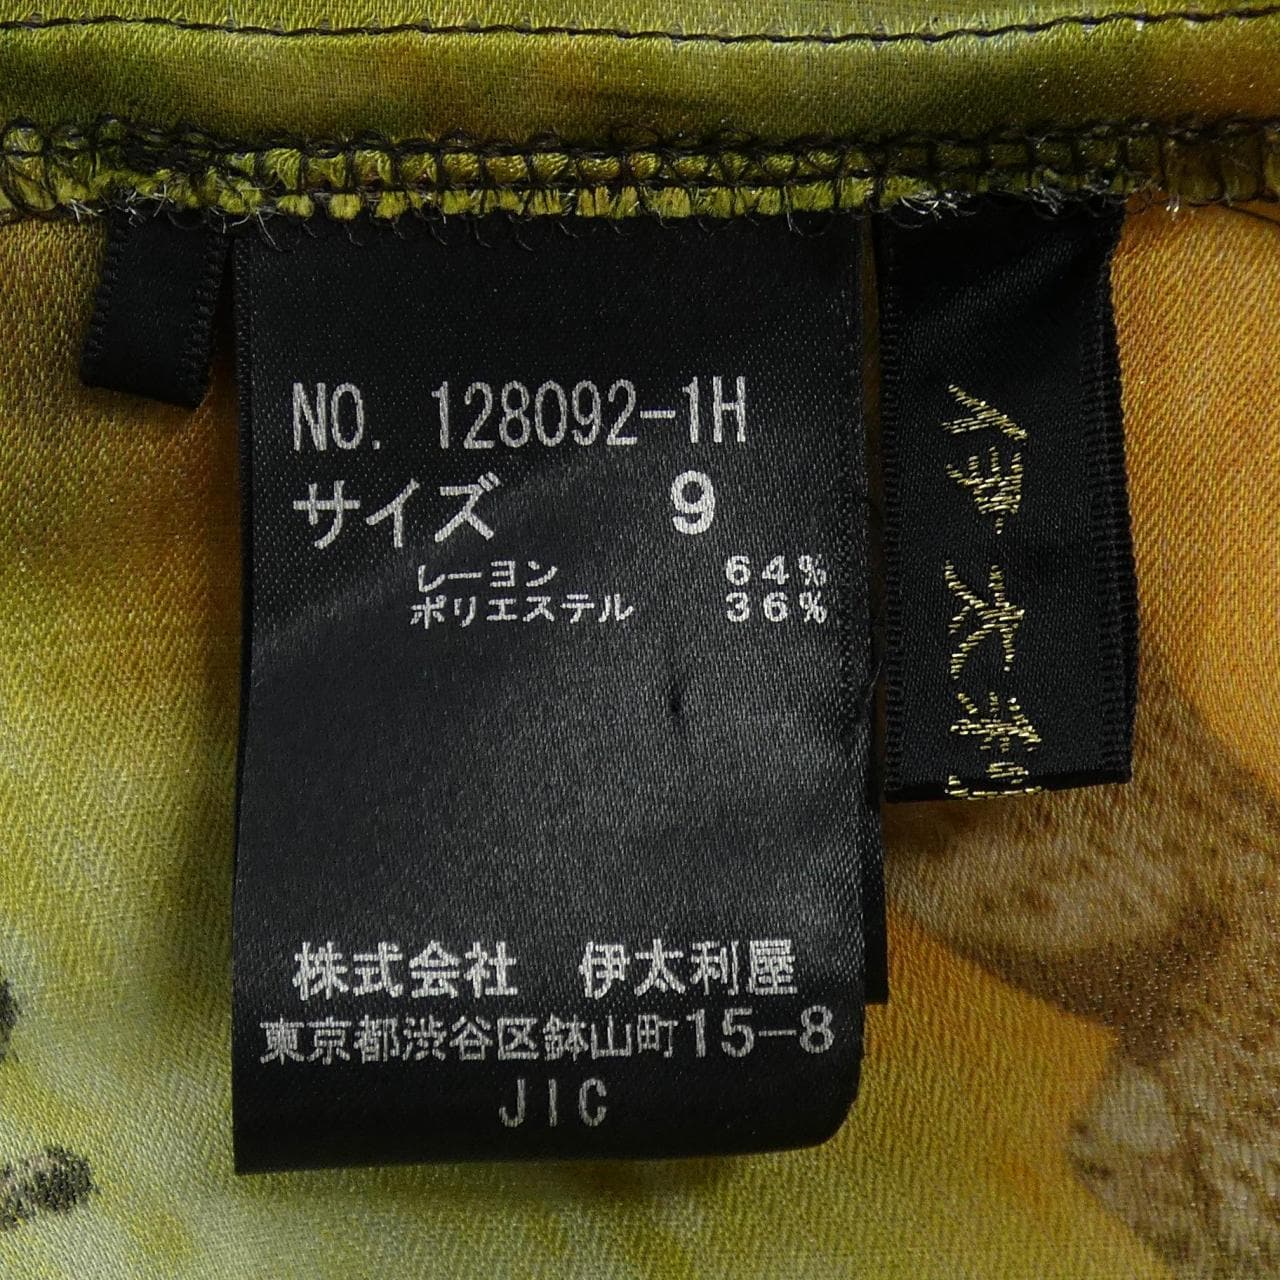 NO. 128092-1H
サイズ 9
レーヨン 64%
ポリエステル 36%
株式会社 伊太利屋
東京都渋谷区鉢山町15-8
JIC